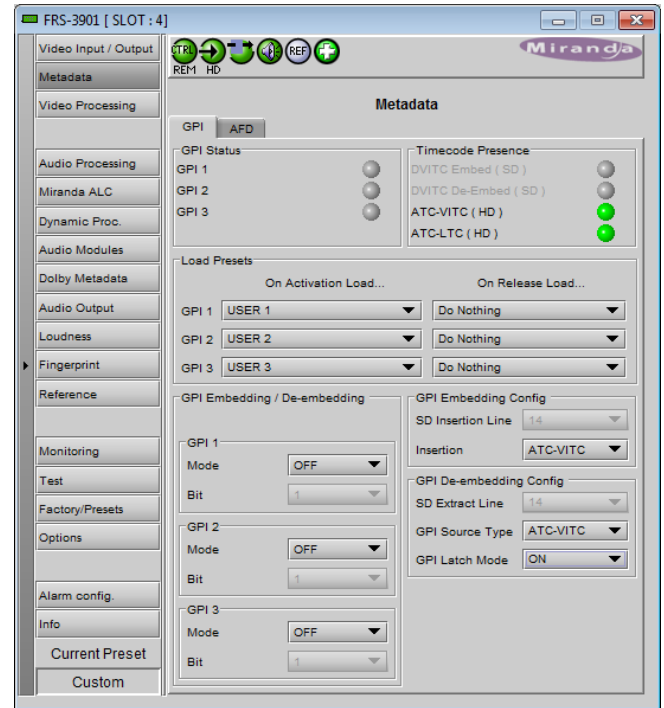 FRS-3901 [ SLOT : 4]
Video Input / Output
Metadata
Video Processing
Audio Processing
Miranda ALC
Dynamic Proc.
Audio Modules
Dolby Metadata
Audio Output
Loudness
Fingerprint
Reference
Monitoring
Test
Factory/Presets
Options
Alarm config.
Info
Current Preset
Custom
CTRL
REF
REM HD
Miranda
Metadata
GPI AFD
GPI Status
GPI 1
GPI 2
GPI 3
Timecode Presence
DVITC Embed ( SD )
DVITC De-Embed ( SD )
ATC-VITC ( HD )
ATC-LTC ( HD )
Load Presets
On Activation Load... On Release Load...
GPI 1 USER 1 Do Nothing
GPI 2 USER 2 Do Nothing
GPI 3 USER 3 Do Nothing
GPI Embedding / De-embedding
GPI 1
Mode OFF
Bit 1
GPI 2
Mode OFF
Bit 1
GPI 3
Mode OFF
Bit 1
GPI Embedding Config
SD Insertion Line 14
Insertion ATC-VITC
GPI De-embedding Config
SD Extract Line 14
GPI Source Type ATC-VITC
GPI Latch Mode ON